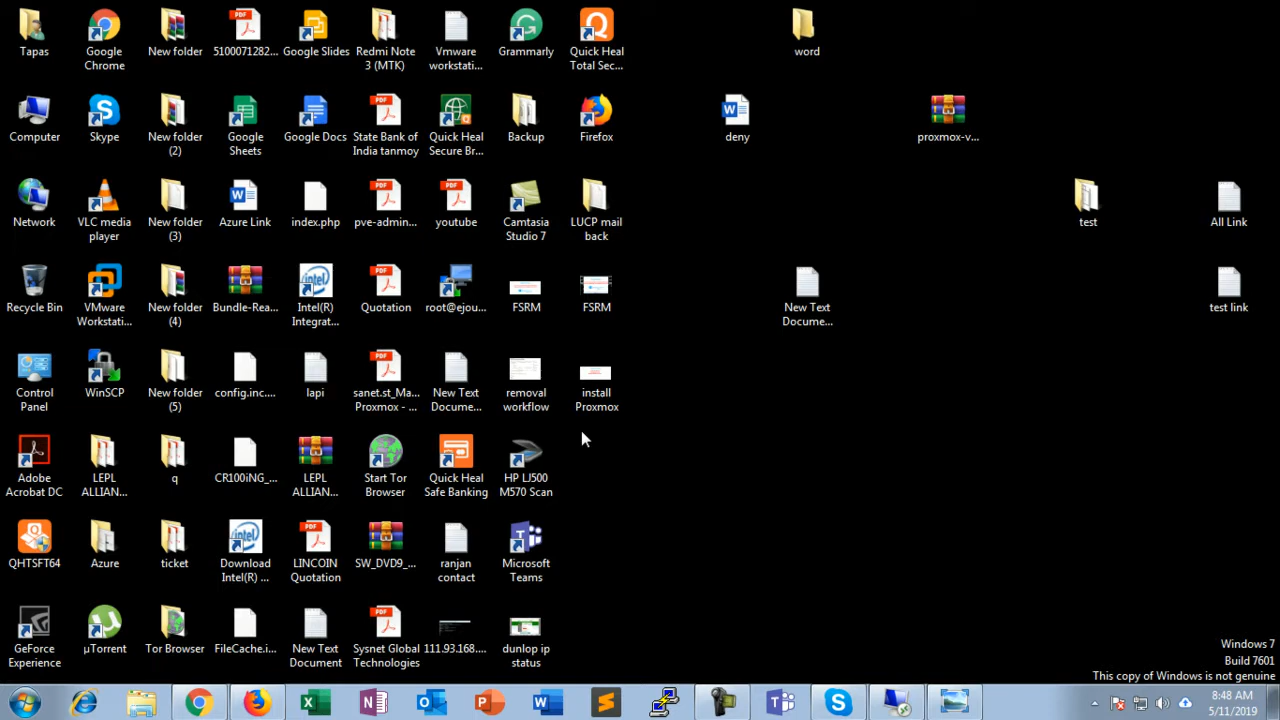 Tapas
Google Chrome
New folder
5100071282...
Google Slides
Redmi Note 3 (MTK)
Vmware workstati...
Grammarly
Quick Heal Total Sec...
word
Computer
Skype
New folder (2)
Google Sheets
Google Docs
State Bank of India tanmoy
Quick Heal Secure Br...
Backup
Firefox
deny
proxmox-v...
Network
VLC media player
New folder (3)
Azure Link
index.php
pve-admin...
youtube
Camtasia Studio 7
LUCP mail back
test
All Link
Recycle Bin
VMware Workstati...
New folder (4)
Bundle-Rea...
Intel(R) Integrat...
Quotation
root@ejou...
FSRM
FSRM
New Text Docume...
test link
Control Panel
WinSCP
New folder (5)
config.inc....
lapi
sanet.st_Ma... Proxmox - ...
New Text Docume...
removal workflow
install Proxmox
Adobe Acrobat DC
LEPL ALLIAN...
q
CR100iNG_...
LEPL ALLIAN...
Start Tor Browser
Quick Heal Safe Banking
HP LJ500 M570 Scan
QHTSFT64
Azure
ticket
Download Intel(R) ...
LINCOIN Quotation
SW_DVD9_...
ranjan contact
Microsoft Teams
GeForce Experience
µTorrent
Tor Browser
FileCache.i...
New Text Document
Sysnet Global Technologies
111.93.168....
dunlop ip status
Windows 7
Build 7601
This copy of Windows is not genuine
8:48 AM
5/11/2019